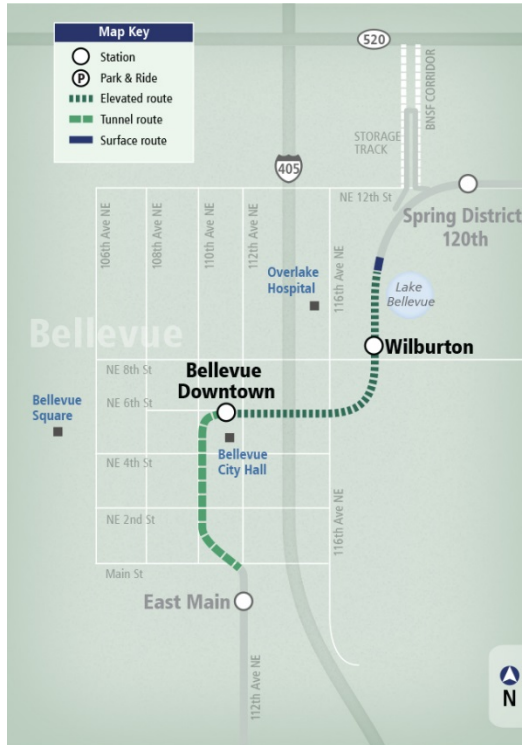 Map Key
Station
P Park & Ride
Elevated route
Tunnel route
Surface route
520
BNSF CORRIDOR
STORAGE
TRACK
405
NE 12th St
Spring District
120th
106th Ave NE
108th Ave NE
110th Ave NE
112th Ave NE
116th Ave NE
Overlake
Hospital
Lake
Bellevue
Bellevue
Wilburton
NE 8th St
Bellevue
Downtown
NE 6th St
Bellevue
Square
Bellevue
City Hall
NE 4th St
NE 2nd St
116th Ave NE
Main St
East Main
112th Ave NE
N